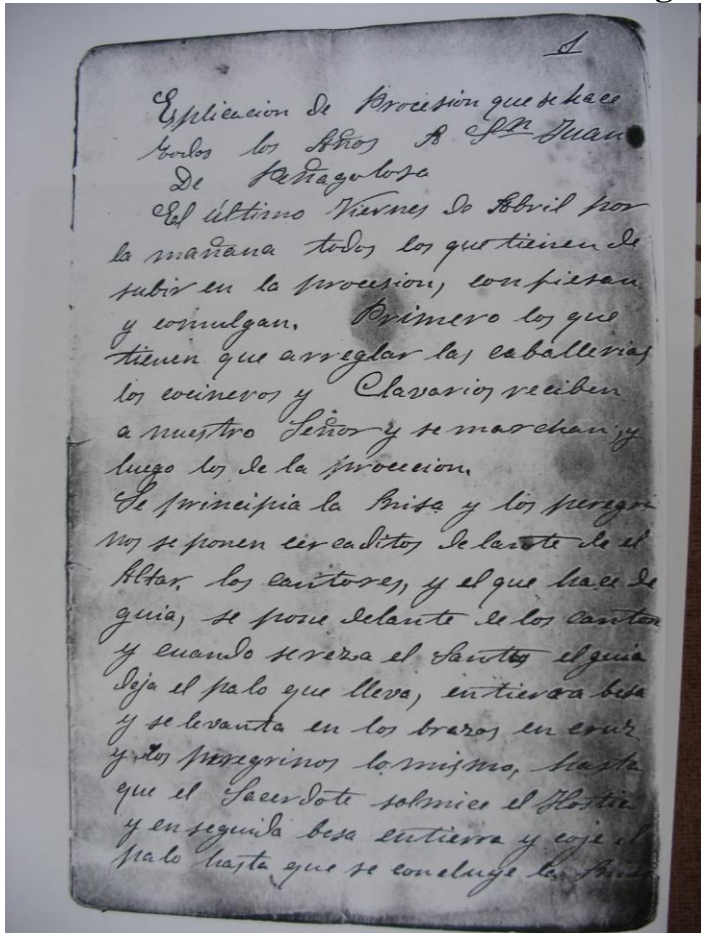 1
Esplicacion de Procesion que se hace
todos los Años A Sn Juan
De Peñagolosa
El último Viernes de Abril por
la mañana todos los que tienen de
subir en la procesion, confiesan
y comulgan. Primero los que
tienen que arreglar las caballerias
los cocineros y Clavarios reciben
a nuestro Señor y se marchan, y
luego los de la procecion.
Se principia la Misa y los peregri
nos se ponen cercaditos delante de el
Altar, los cantores, y el que hace de
guia, se pone delante de los cantor
y cuando se reza el Santus el guia
deja el palo que lleva, en tierra besa
y se levanta en los brazos en cruz
y los peregrinos lo mismo, hasta
que el Sacerdote el Hostia
y enseguida besa en tierra y coje el
palo hasta que se concluye la Misa